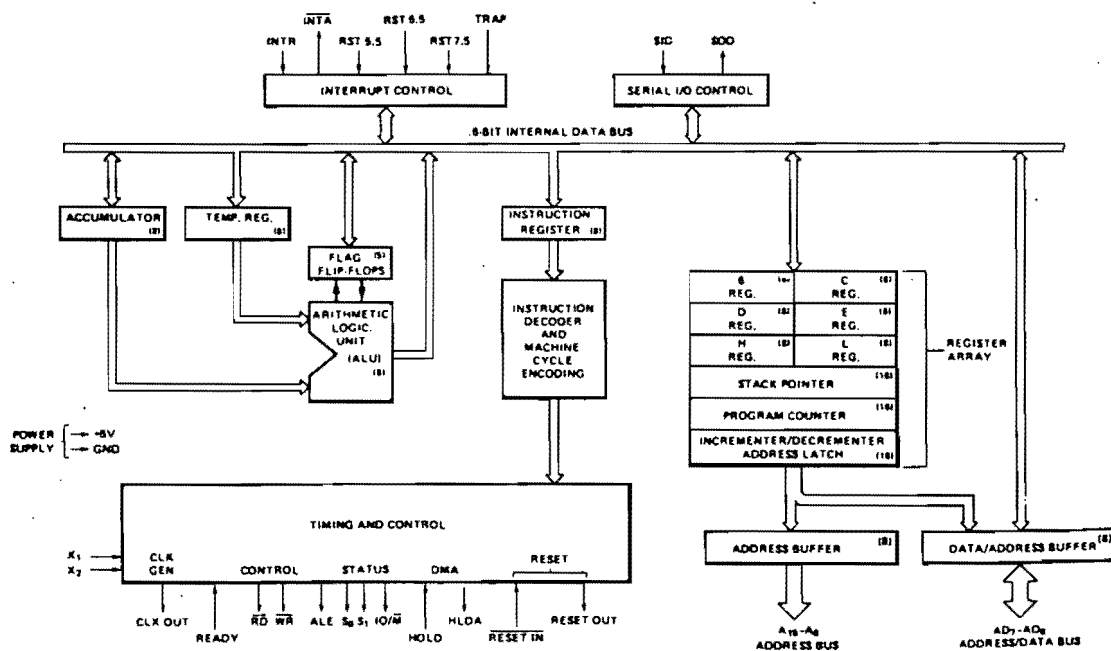 INTA RST 6.5 TRAP
INTR RST 5.5 RST 7.5
SID SOD
INTERRUPT CONTROL
SERIAL I/O CONTROL
8-BIT INTERNAL DATA BUS
ACCUMULATOR (8)
TEMP. REG. (8)
INSTRUCTION
REGISTER (8)
FLAG (5)
FLIP-FLOPS
ARITHMETIC
LOGIC
UNIT
(ALU)
(8)
INSTRUCTION
DECODER
AND
MACHINE
CYCLE
ENCODING
B (8) C (8)
REG. REG.
D (8) E (8)
REG. REG.
H (8) L (8)
REG. REG.
STACK POINTER (16)
PROGRAM COUNTER (16)
INCREMENTER/DECREMENTER
ADDRESS LATCH (16)
REGISTER
ARRAY
POWER +5V
SUPPLY GND
TIMING AND CONTROL
X1 CLK
X2 GEN
CONTROL STATUS DMA RESET
CLK OUT RD WR ALE S0 S1 IO/M HLDA RESET OUT
READY HOLD RESET IN
ADDRESS BUFFER (8)
DATA/ADDRESS BUFFER (8)
A15-A8
ADDRESS BUS
AD7-AD0
ADDRESS/DATA BUS